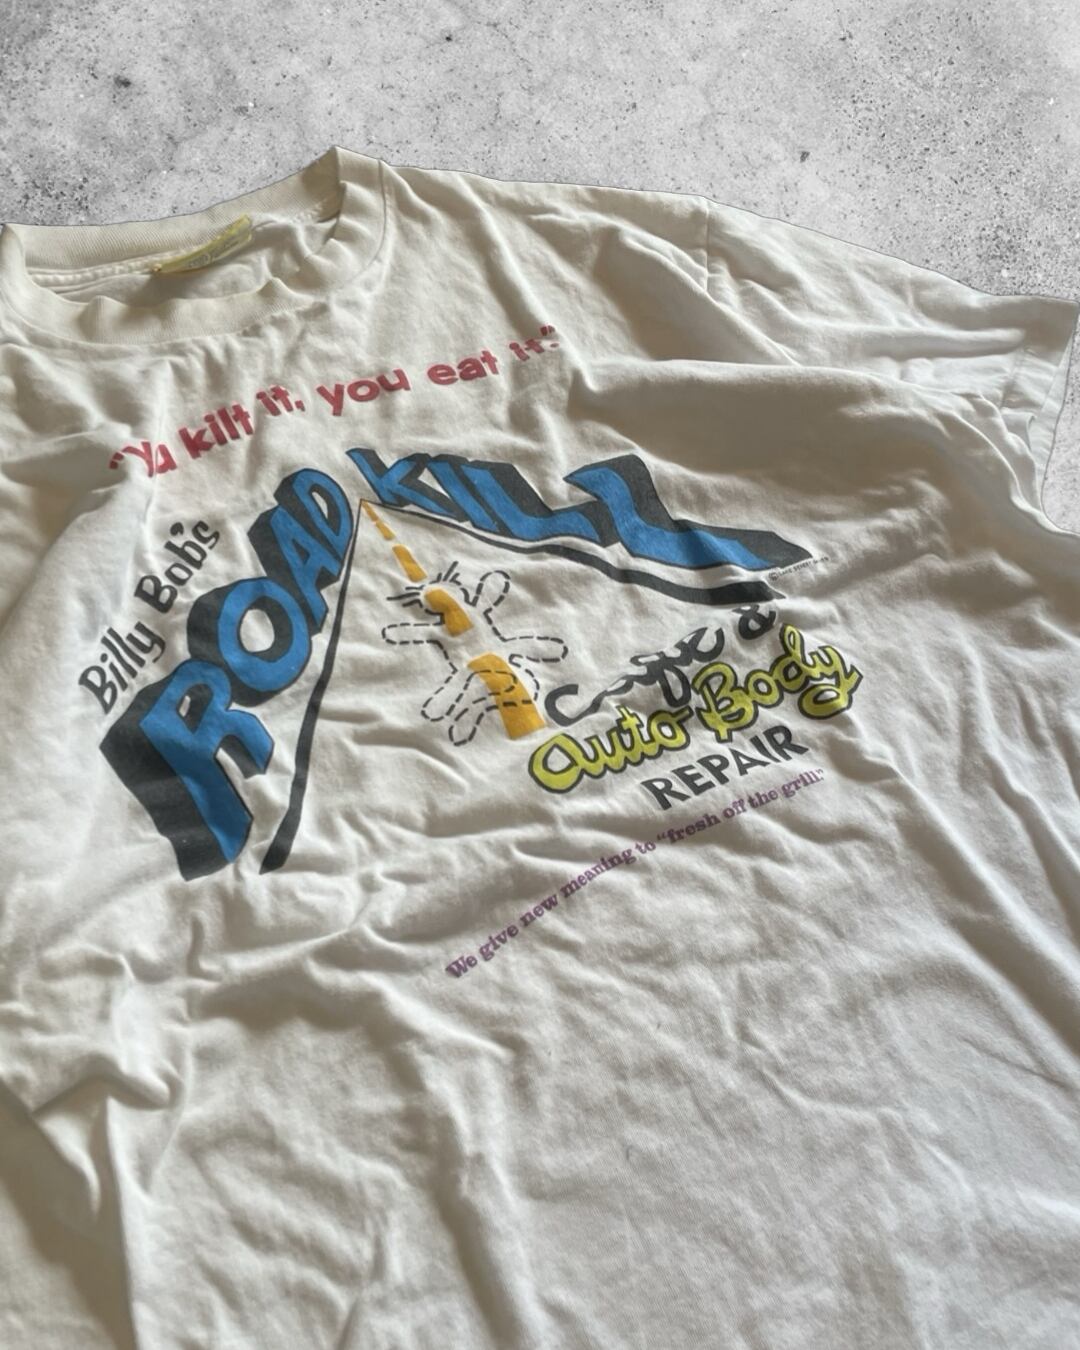 "Ya kilt it, you eat it."
Billy Bob's
ROAD KILL
Cafe &
Auto Body
REPAIR
We give new meaning to "fresh off the grill."